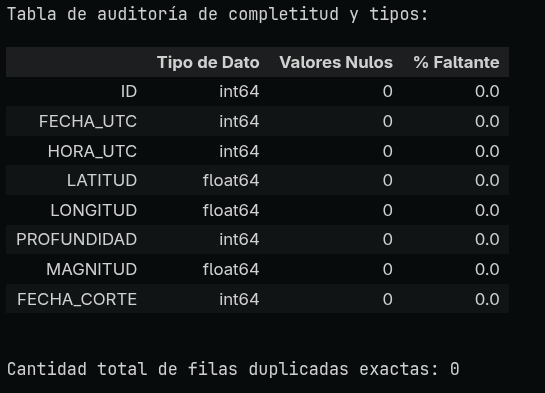 Tabla de auditoría de completitud y tipos:
Tipo de Dato Valores Nulos % Faltante
ID int64 0 0.0
FECHA_UTC int64 0 0.0
HORA_UTC int64 0 0.0
LATITUD float64 0 0.0
LONGITUD float64 0 0.0
PROFUNDIDAD int64 0 0.0
MAGNITUD float64 0 0.0
FECHA_CORTE int64 0 0.0
Cantidad total de filas duplicadas exactas: 0